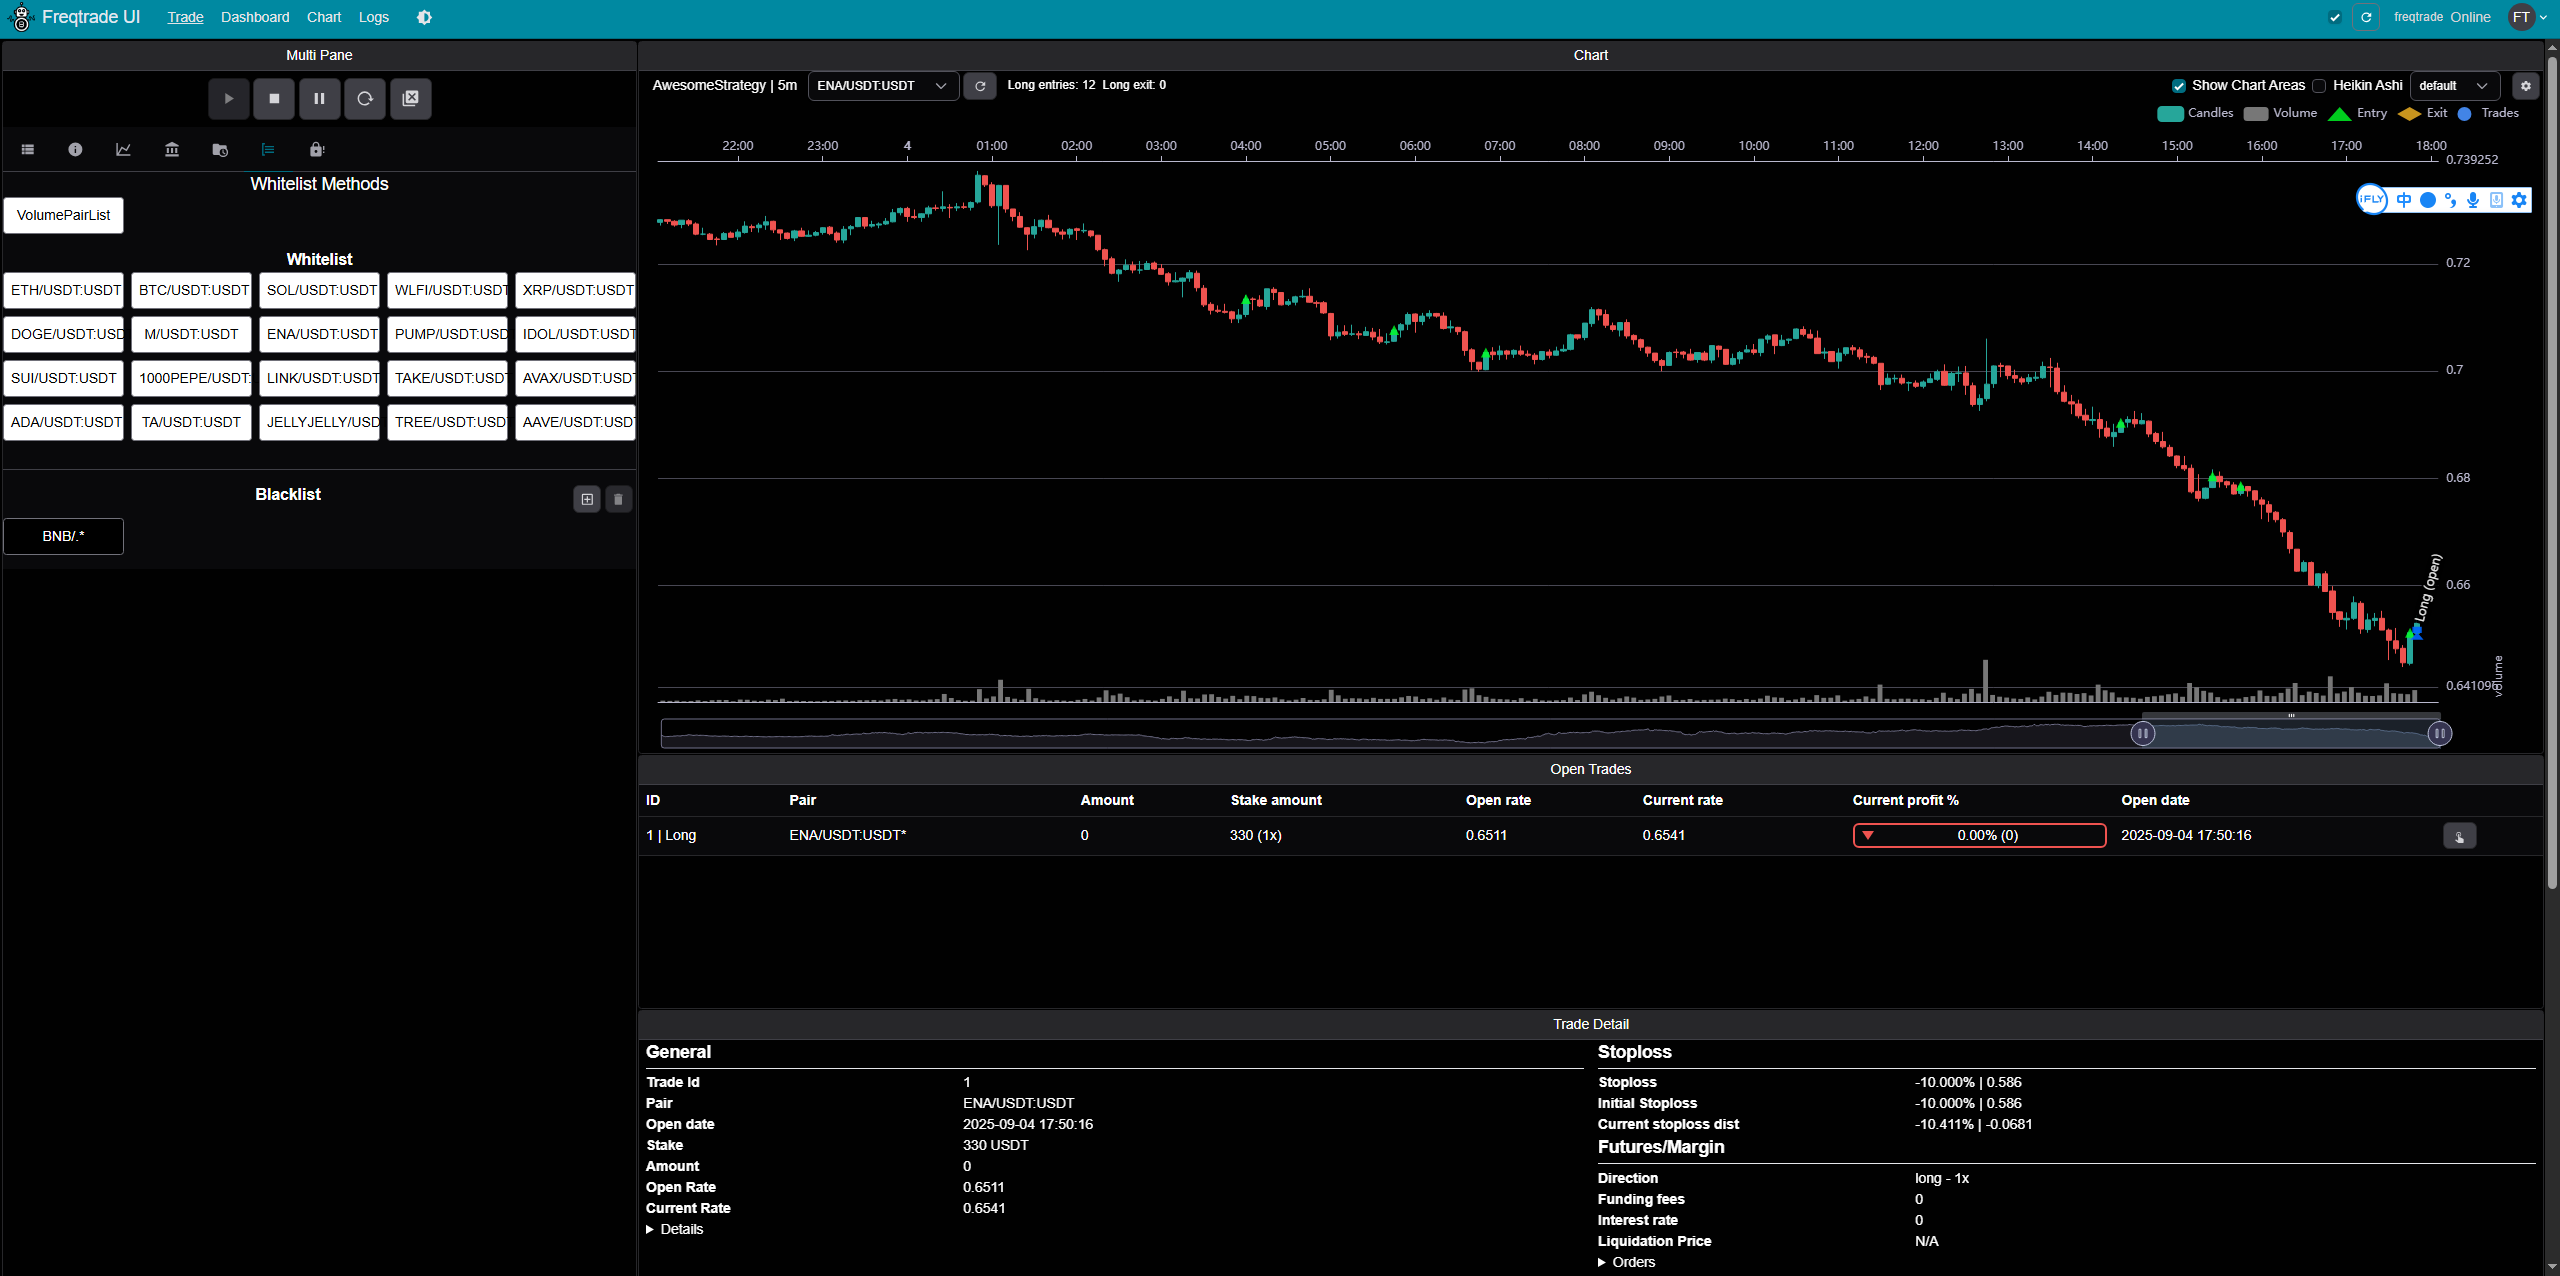 Freqtrade UI Trade Dashboard Chart Logs freqtrade Online FT
Multi Pane
Whitelist Methods
VolumePairList
Whitelist
ETH/USDT:USDT BTC/USDT:USDT SOL/USDT:USDT WLFI/USDT:USDT XRP/USDT:USDT
DOGE/USDT:USD M/USDT:USDT ENA/USDT:USDT PUMP/USDT:USD IDOL/USDT:USDT
SUI/USDT:USDT 1000PEPE/USDT: LINK/USDT:USDT TAKE/USDT:USDT AVAX/USDT:USDT
ADA/USDT:USDT TA/USDT:USDT JELLYJELLY/USD TREE/USDT:USD AAVE/USDT:USD
Blacklist
BNB/.*
Chart
AwesomeStrategy | 5m ENA/USDT:USDT Long entries: 12 Long exit: 0 Show Chart Areas Heikin Ashi default
Candles Volume Entry Exit Trades
22:00 23:00 4 01:00 02:00 03:00 04:00 05:00 06:00 07:00 08:00 09:00 10:00 11:00 12:00 13:00 14:00 15:00 16:00 17:00 18:00
0.739252
iFLY 中
0.72
0.7
0.68
0.66
Long (open)
0.641096
volume
Open Trades
ID Pair Amount Stake amount Open rate Current rate Current profit % Open date
1 | Long ENA/USDT:USDT* 0 330 (1x) 0.6511 0.6541 0.00% (0) 2025-09-04 17:50:16
Trade Detail
General
Trade Id 1
Pair ENA/USDT:USDT
Open date 2025-09-04 17:50:16
Stake 330 USDT
Amount 0
Open Rate 0.6511
Current Rate 0.6541
Details
Stoploss
Stoploss -10.000% | 0.586
Initial Stoploss -10.000% | 0.586
Current stoploss dist -10.411% | -0.0681
Futures/Margin
Direction long - 1x
Funding fees 0
Interest rate 0
Liquidation Price N/A
Orders